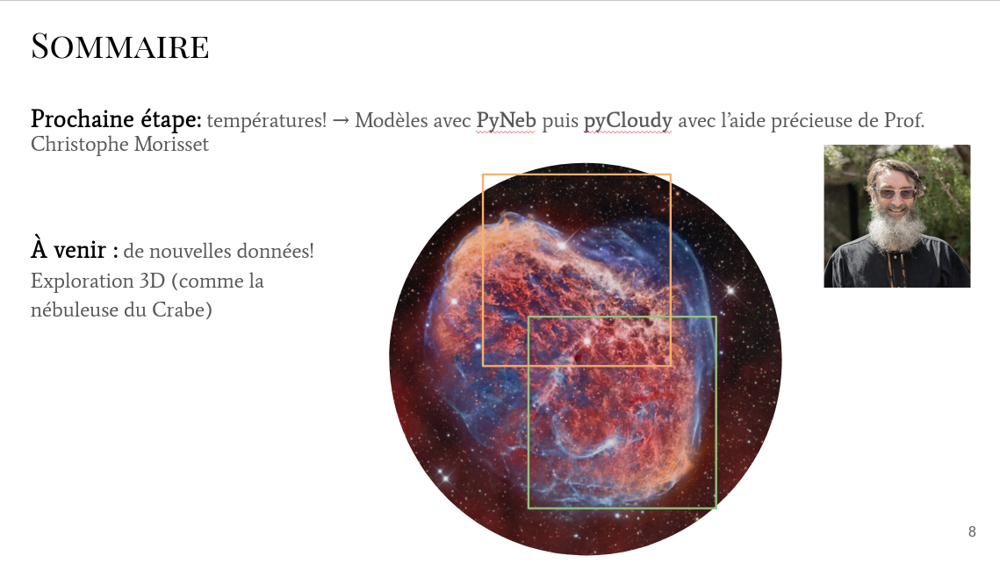 Sommaire
Prochaine étape: températures! → Modèles avec PyNeb puis pyCloudy avec l’aide précieuse de Prof.
Christophe Morisset
À venir : de nouvelles données!
Exploration 3D (comme la
nébuleuse du Crabe)
8